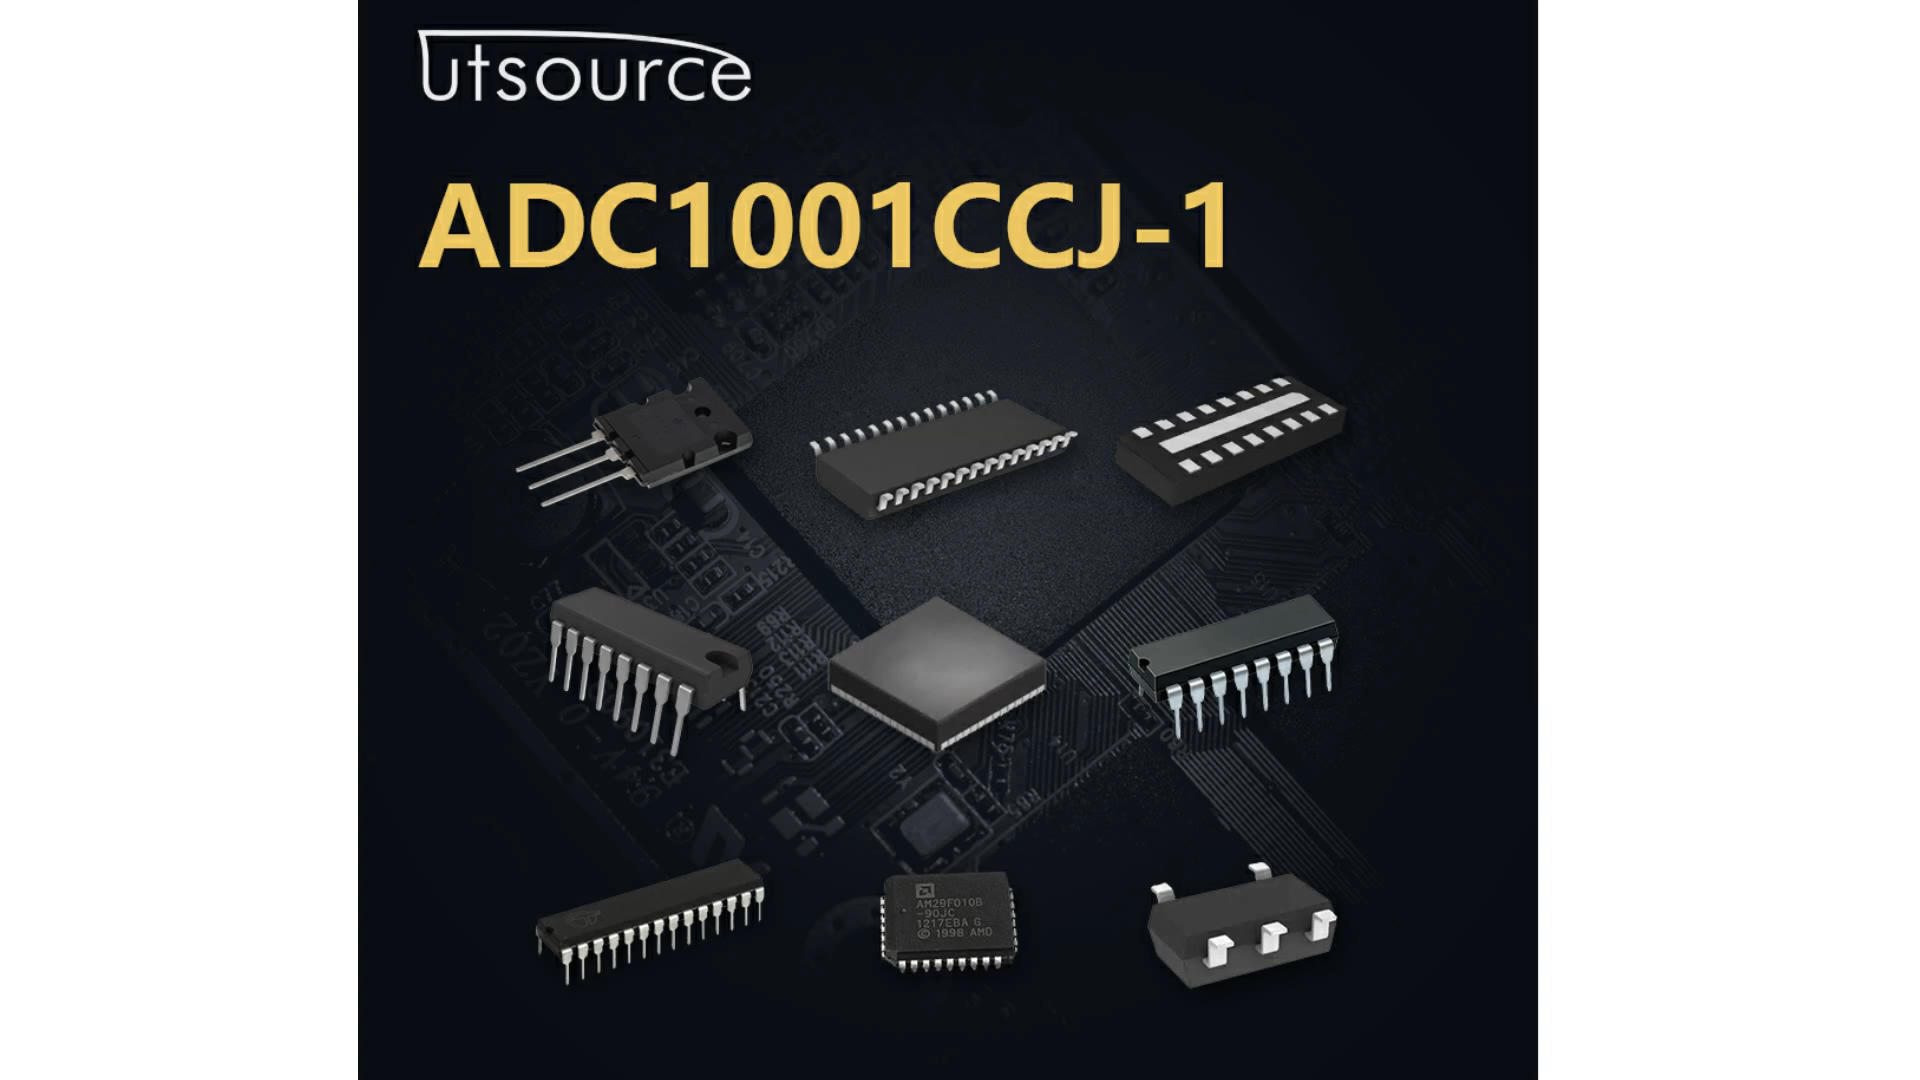 Utsource
ADC1001CCJ-1
AM29F010B
-90JC
1217EBA G
© 1998 AMD